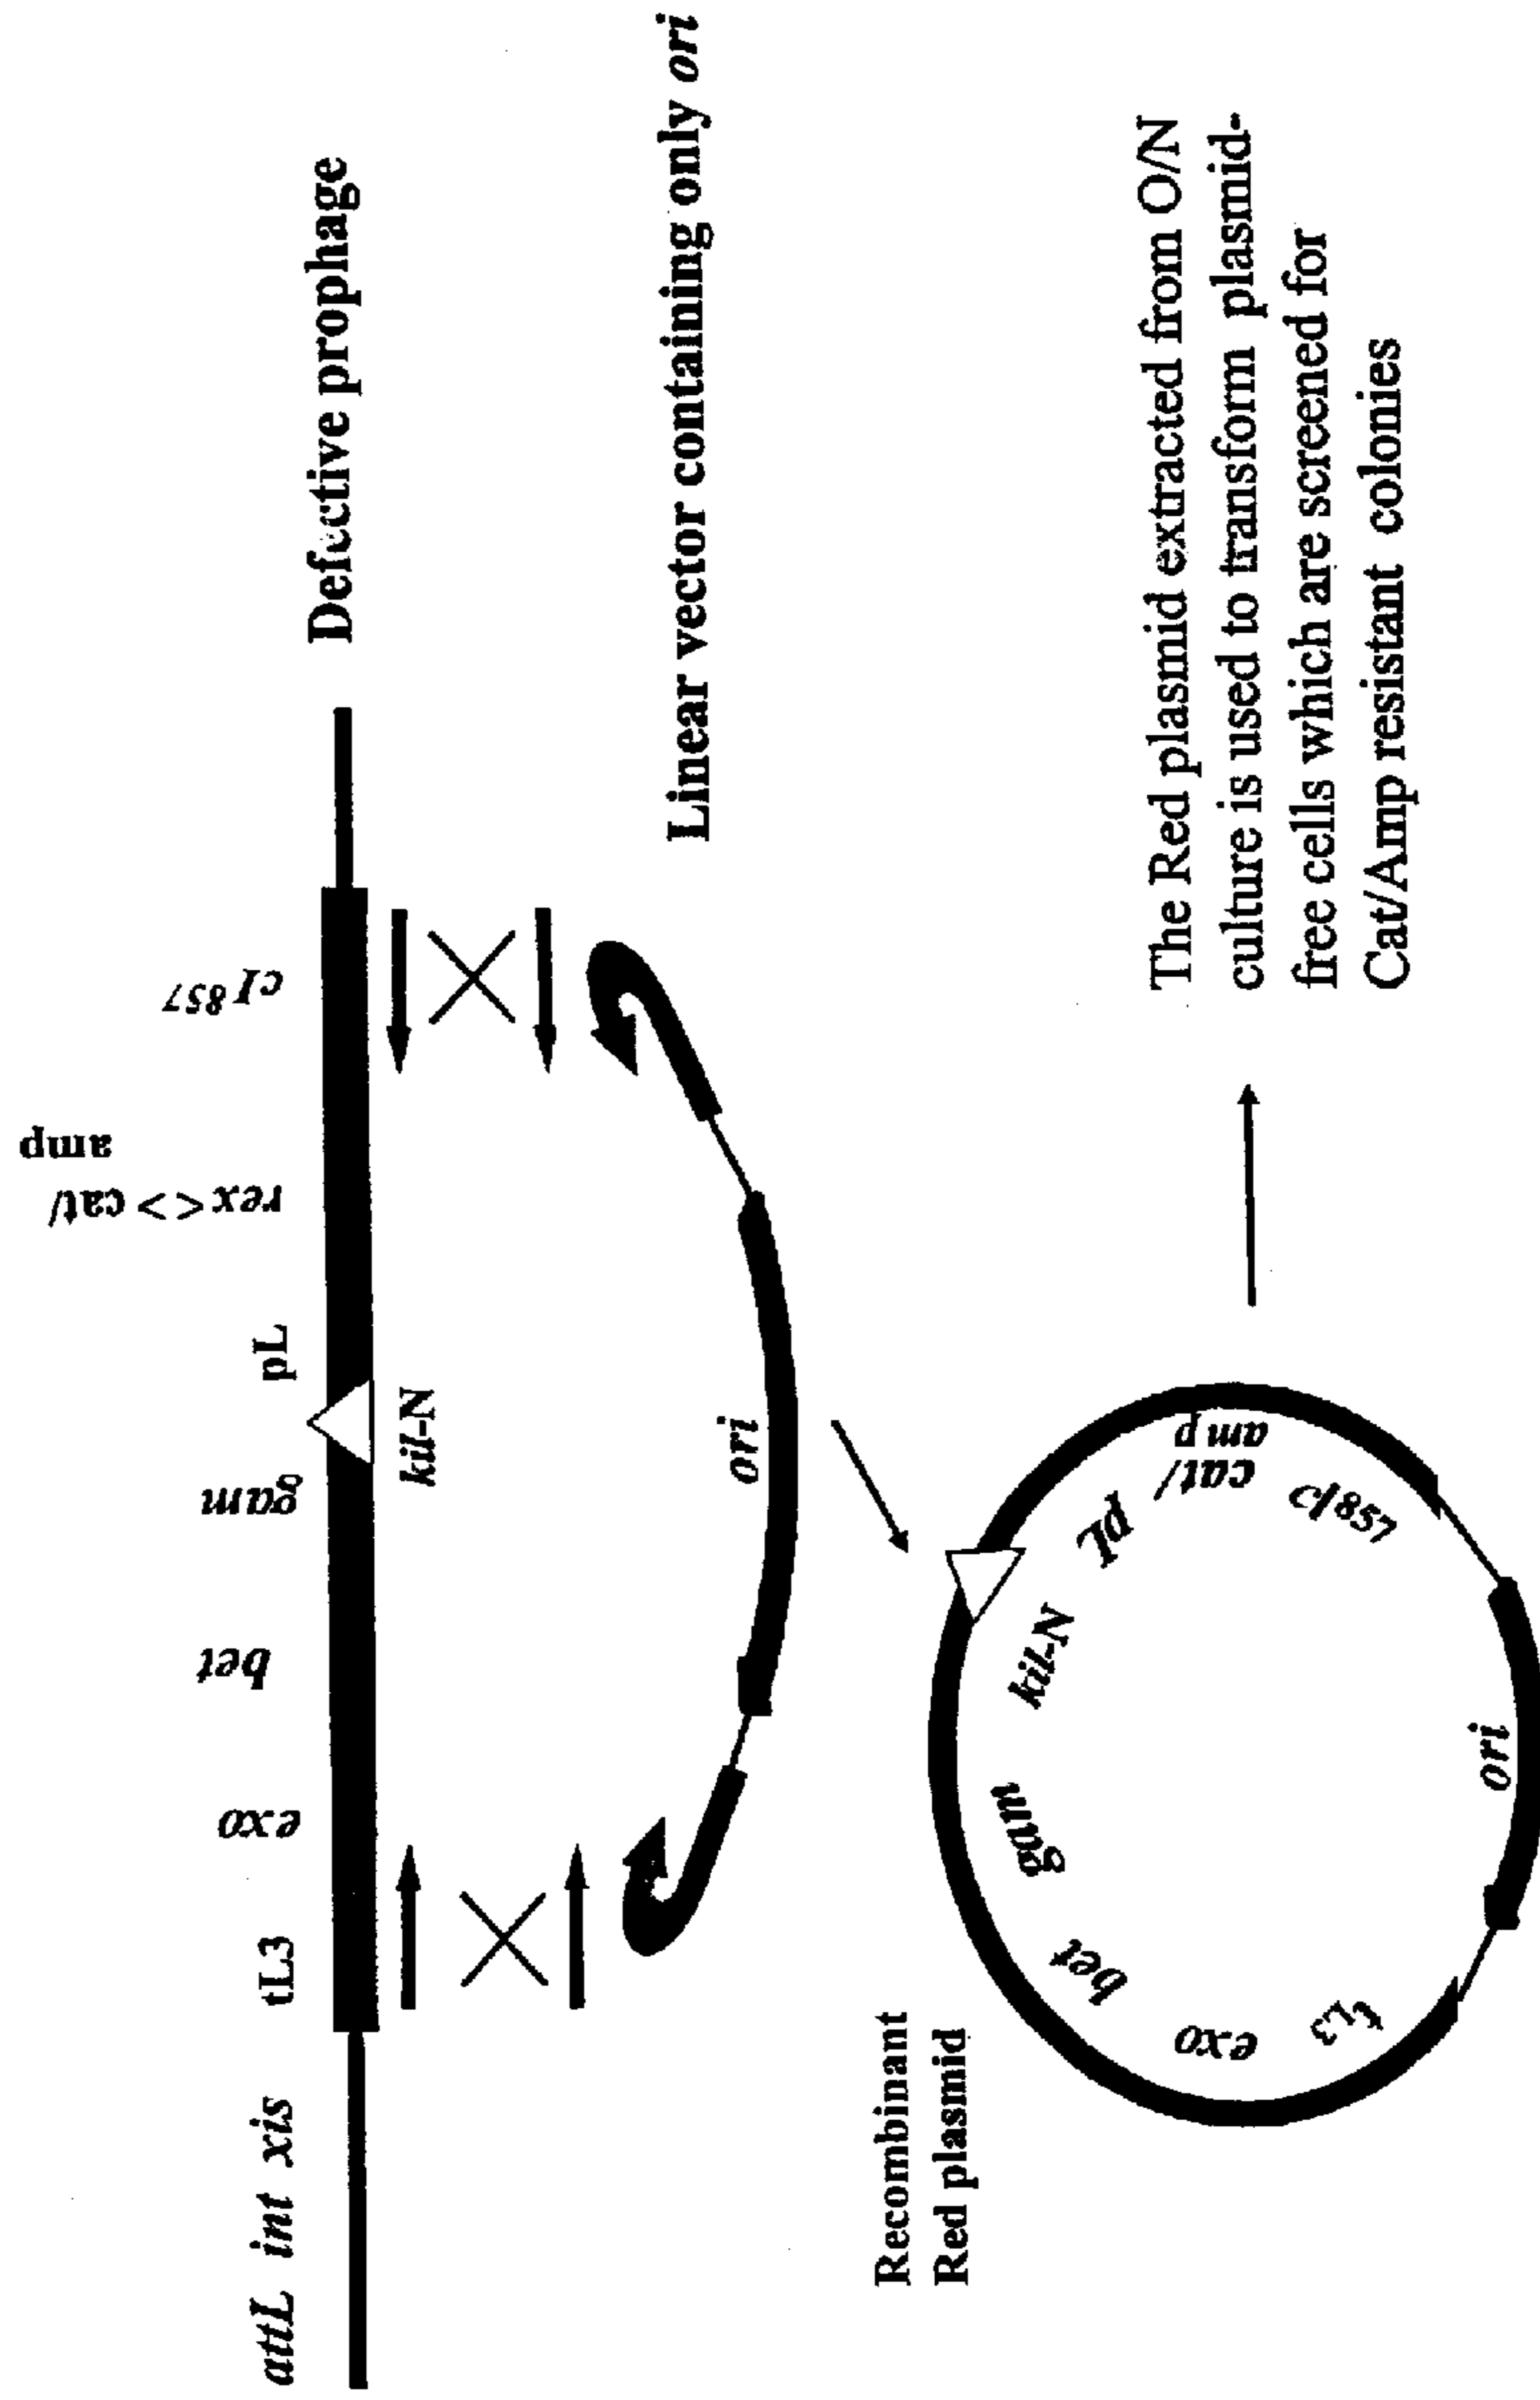 attL int xis tL3 exo bet gam pL rex <> cat/ cI 857
amp
Defective prophage
kil-N
Linear vector containing only ori
ori
Recombinant
Red plasmid
kil-N
pL
cat/
amp
cI857
gam
bet
exo
tL3
ori
The Red plasmid extracted from O/N
culture is used to transform plasmid-
free cells which are screened for
Cat/Amp resistant colonies